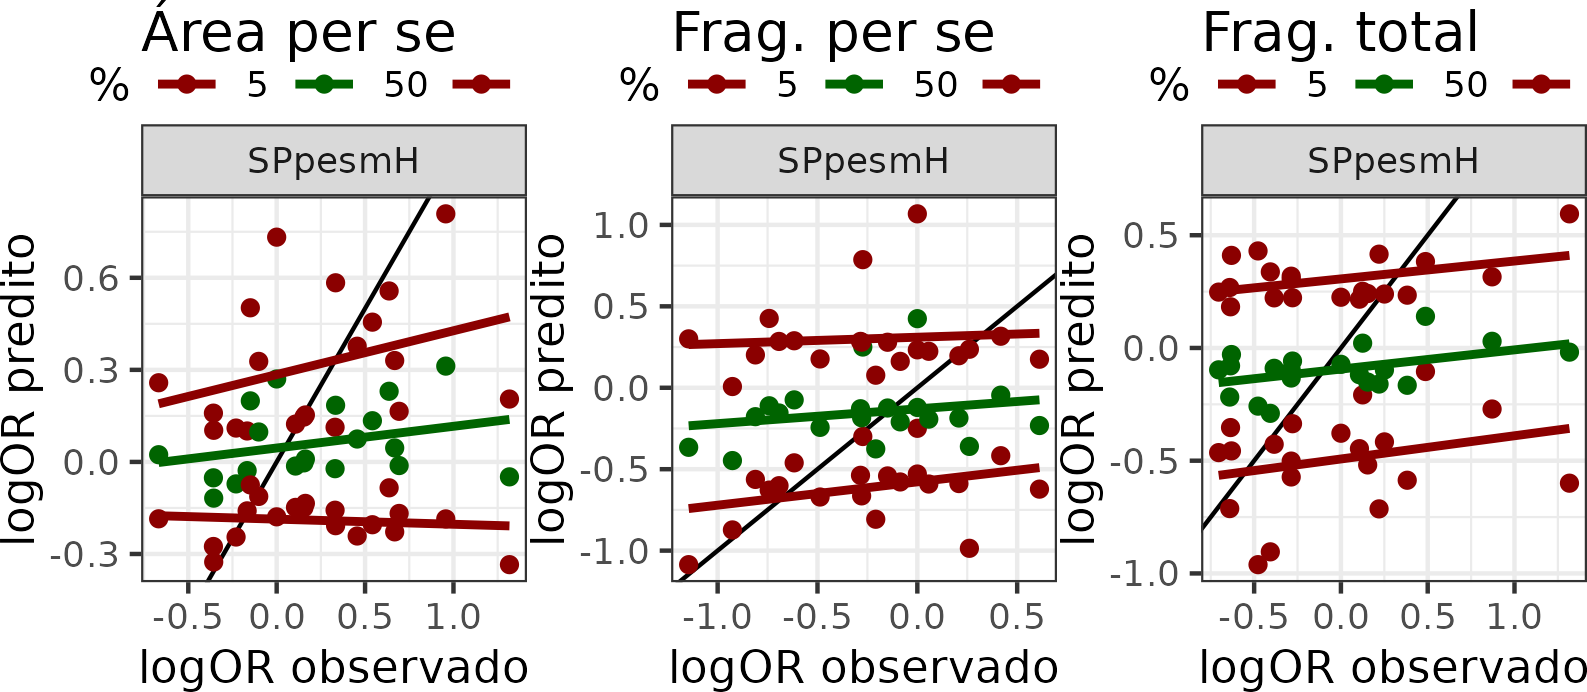 Área per se
% 5 50
SPpesmH
logOR predito
0.6
0.3
0.0
-0.3
-0.5 0.0 0.5 1.0
logOR observado
Frag. per se
% 5 50
SPpesmH
logOR predito
1.0
0.5
0.0
-0.5
-1.0
-1.0 -0.5 0.0 0.5
logOR observado
Frag. total
% 5 50
SPpesmH
logOR predito
0.5
0.0
-0.5
-1.0
-0.5 0.0 0.5 1.0
logOR observado